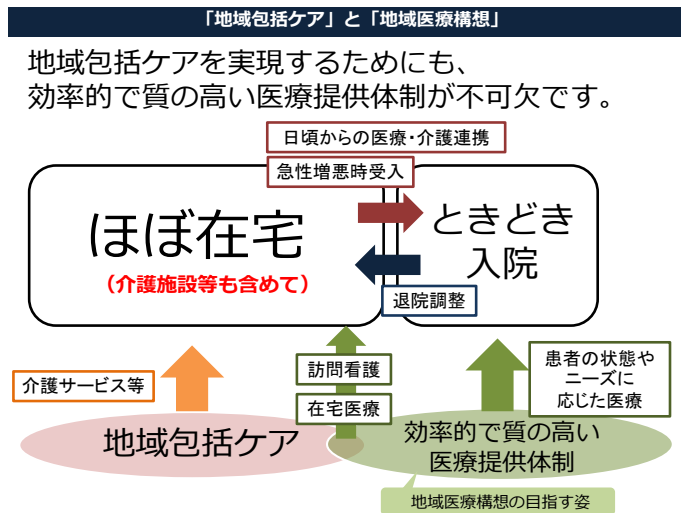 「地域包括ケア」と「地域医療構想」
地域包括ケアを実現するためにも、
効率的で質の高い医療提供体制が不可欠です。
日頃からの医療・介護連携
急性増悪時受入
ほぼ在宅
（介護施設等も含めて）
ときどき
入院
退院調整
介護サービス等
訪問看護
在宅医療
患者の状態や
ニーズに
応じた医療
地域包括ケア
効率的で質の高い
医療提供体制
地域医療構想の目指す姿